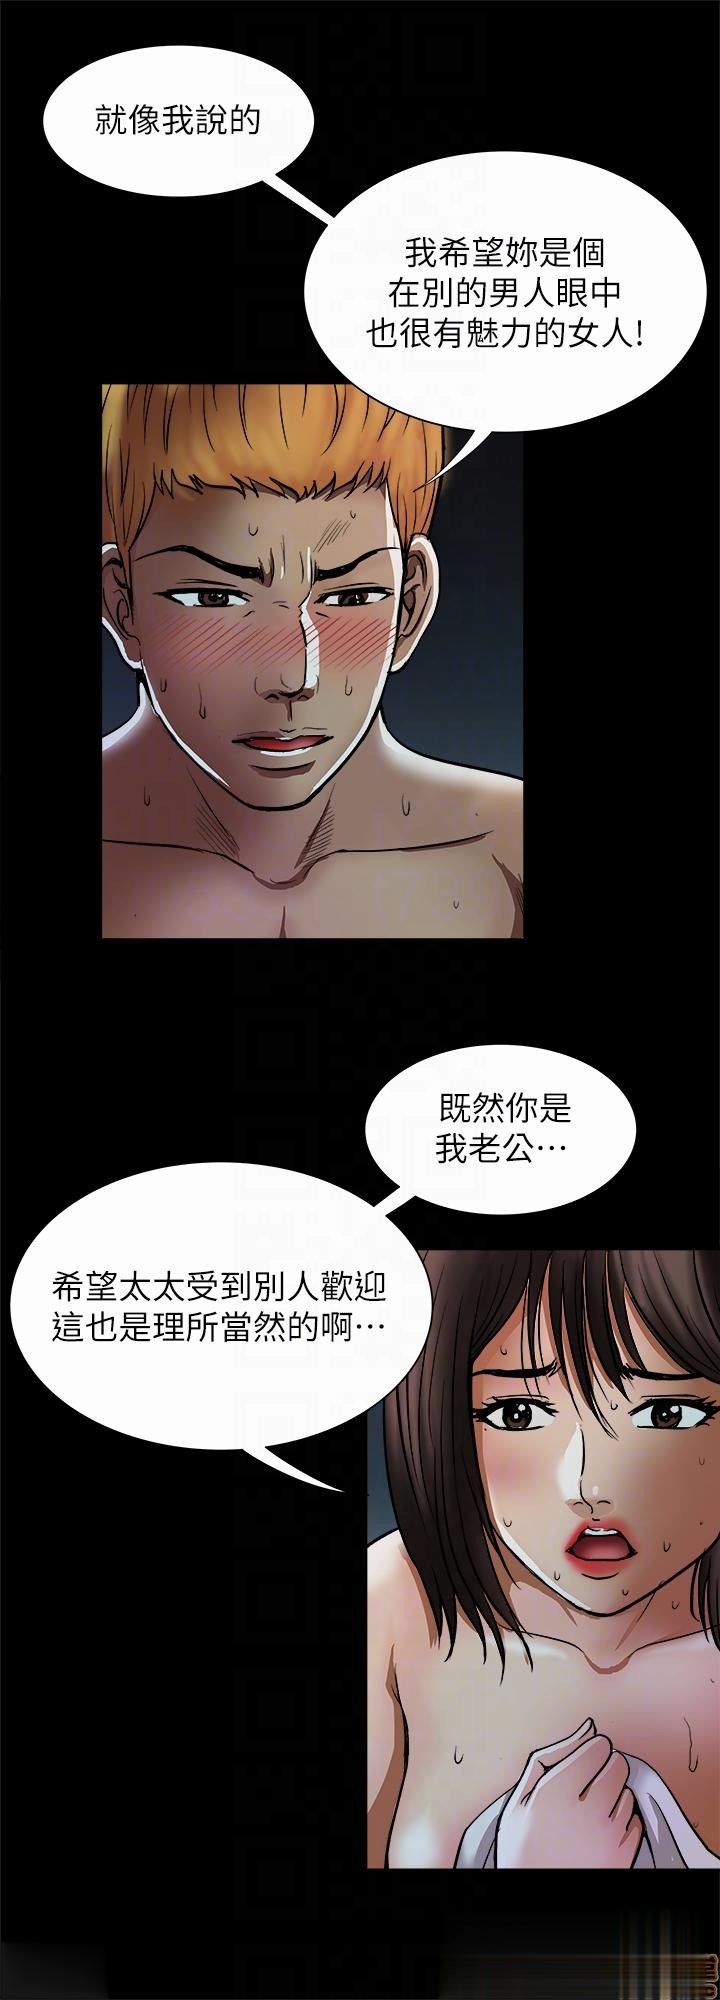 就像我說的
我希望妳是個
在別的男人眼中
也很有魅力的女人!
既然你是
我老公⋯
希望太太受到別人歡迎
這也是理所當然的啊⋯